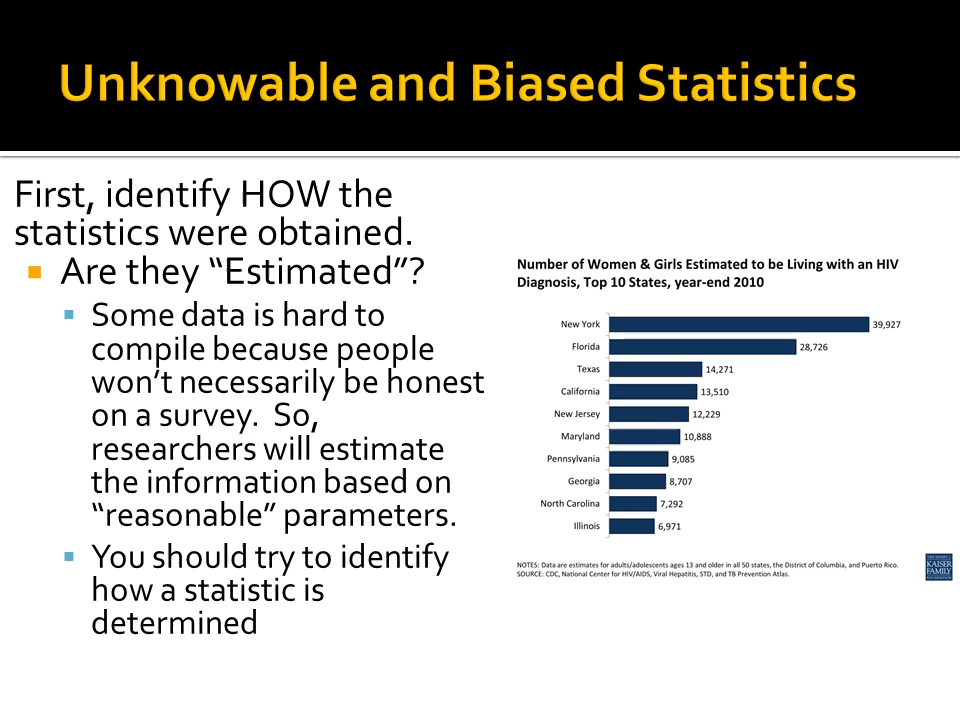 Unknowable and Biased Statistics
First, identify HOW the
statistics were obtained.
Are they “Estimated”?
Some data is hard to
compile because people
won’t necessarily be honest
on a survey.  So,
researchers will estimate
the information based on
“reasonable” parameters.
You should try to identify
how a statistic is
determined
Number of Women & Girls Estimated to be Living with an HIV
Diagnosis, Top 10 States, year-end 2010
New York 39,927
Florida 28,726
Texas 14,271
California 13,510
New Jersey 12,229
Maryland 10,888
Pennsylvania 9,085
Georgia 8,707
North Carolina 7,292
Illinois 6,971
NOTES: Data are estimates for adults/adolescents ages 13 and older in all 50 states, the District of Columbia, and Puerto Rico.
SOURCE: CDC, National Center for HIV/AIDS, Viral Hepatitis, STD, and TB Prevention Atlas.
THE HENRY J.
KAISER
FAMILY
FOUNDATION